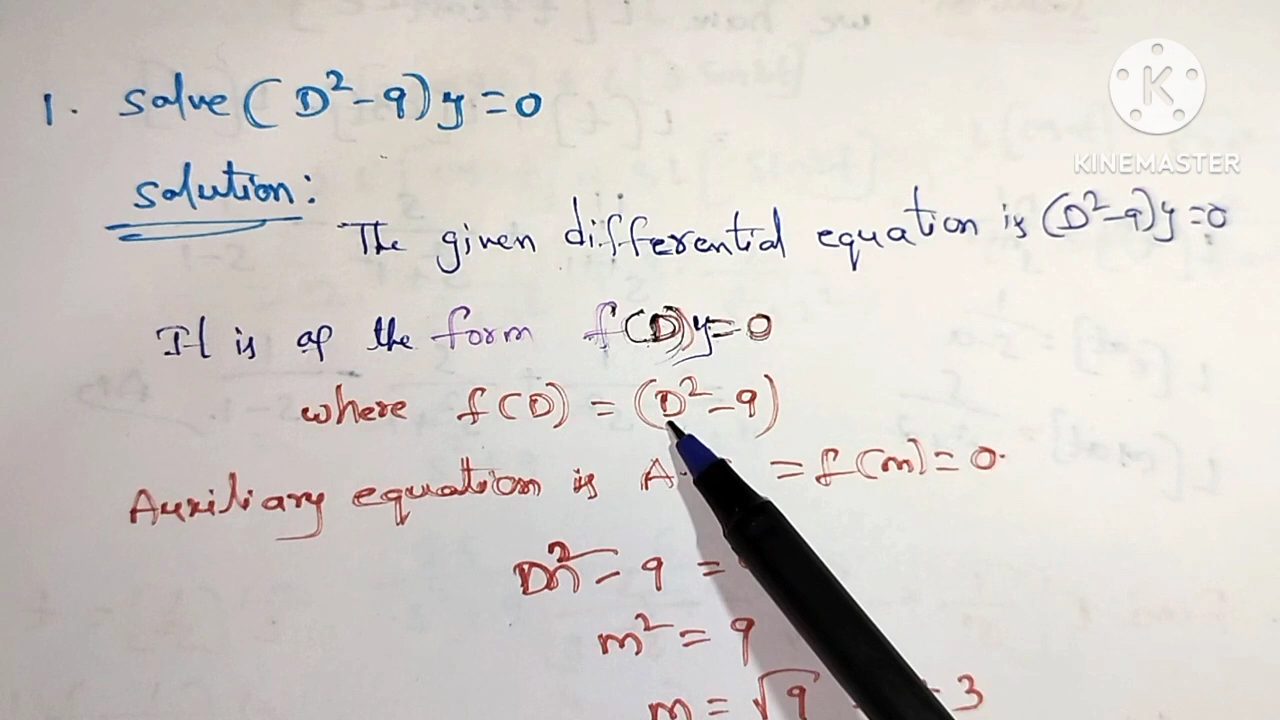 1. Solve (D²-9)y=0
Solution:
The given differential equation is (D²-9)y=0
It is of the form f(D)y=0
where f(D) = (D²-9)
Auxiliary equation is A. = f(m)=0.
m² - 9 =
m² = 9
m = √9 3
K
KINEMASTER